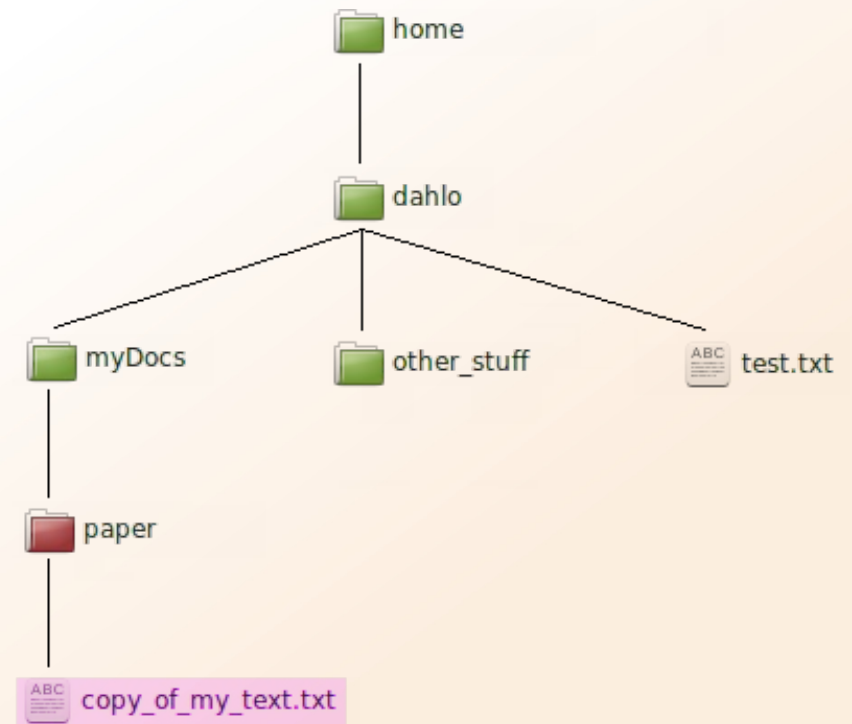 home
dahlo
myDocs
other_stuff
test.txt
paper
copy_of_my_text.txt